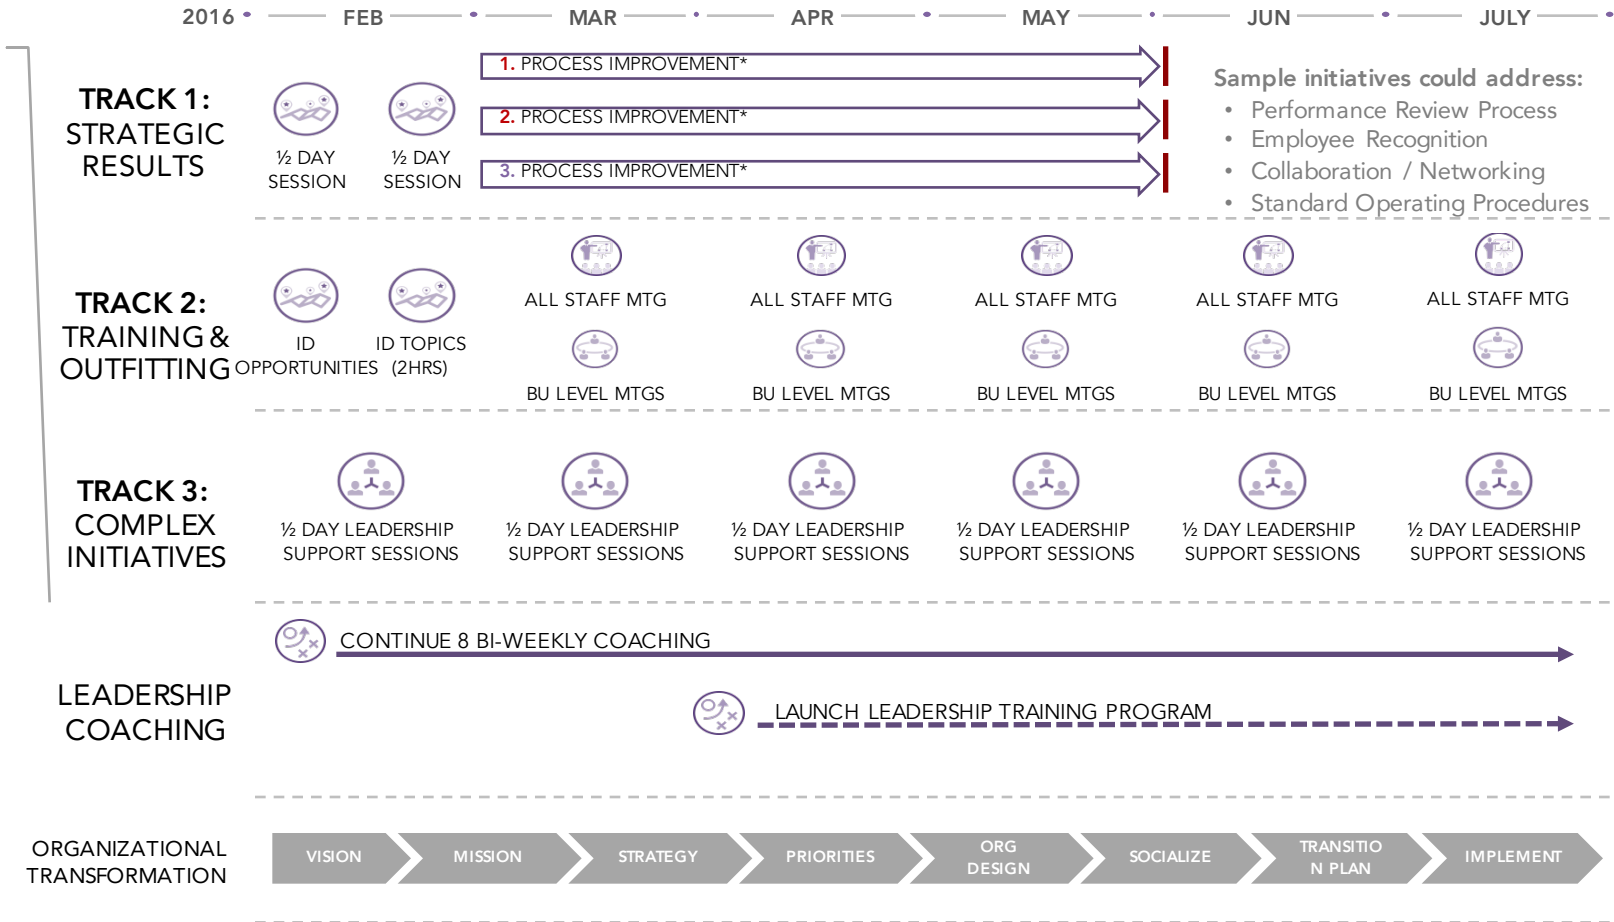 2016 FEB MAR APR MAY JUN JULY
TRACK 1:
STRATEGIC
RESULTS
½ DAY
SESSION
½ DAY
SESSION
1. PROCESS IMPROVEMENT*
2. PROCESS IMPROVEMENT*
3. PROCESS IMPROVEMENT*
Sample initiatives could address:
• Performance Review Process
• Employee Recognition
• Collaboration / Networking
• Standard Operating Procedures
TRACK 2:
TRAINING &
OUTFITTING
ID
OPPORTUNITIES
ID TOPICS
(2HRS)
ALL STAFF MTG
BU LEVEL MTGS
ALL STAFF MTG
BU LEVEL MTGS
ALL STAFF MTG
BU LEVEL MTGS
ALL STAFF MTG
BU LEVEL MTGS
ALL STAFF MTG
BU LEVEL MTGS
TRACK 3:
COMPLEX
INITIATIVES
½ DAY LEADERSHIP
SUPPORT SESSIONS
½ DAY LEADERSHIP
SUPPORT SESSIONS
½ DAY LEADERSHIP
SUPPORT SESSIONS
½ DAY LEADERSHIP
SUPPORT SESSIONS
½ DAY LEADERSHIP
SUPPORT SESSIONS
½ DAY LEADERSHIP
SUPPORT SESSIONS
LEADERSHIP
COACHING
CONTINUE 8 BI-WEEKLY COACHING
LAUNCH LEADERSHIP TRAINING PROGRAM
ORGANIZATIONAL
TRANSFORMATION
VISION
MISSION
STRATEGY
PRIORITIES
ORG
DESIGN
SOCIALIZE
TRANSITIO
N PLAN
IMPLEMENT